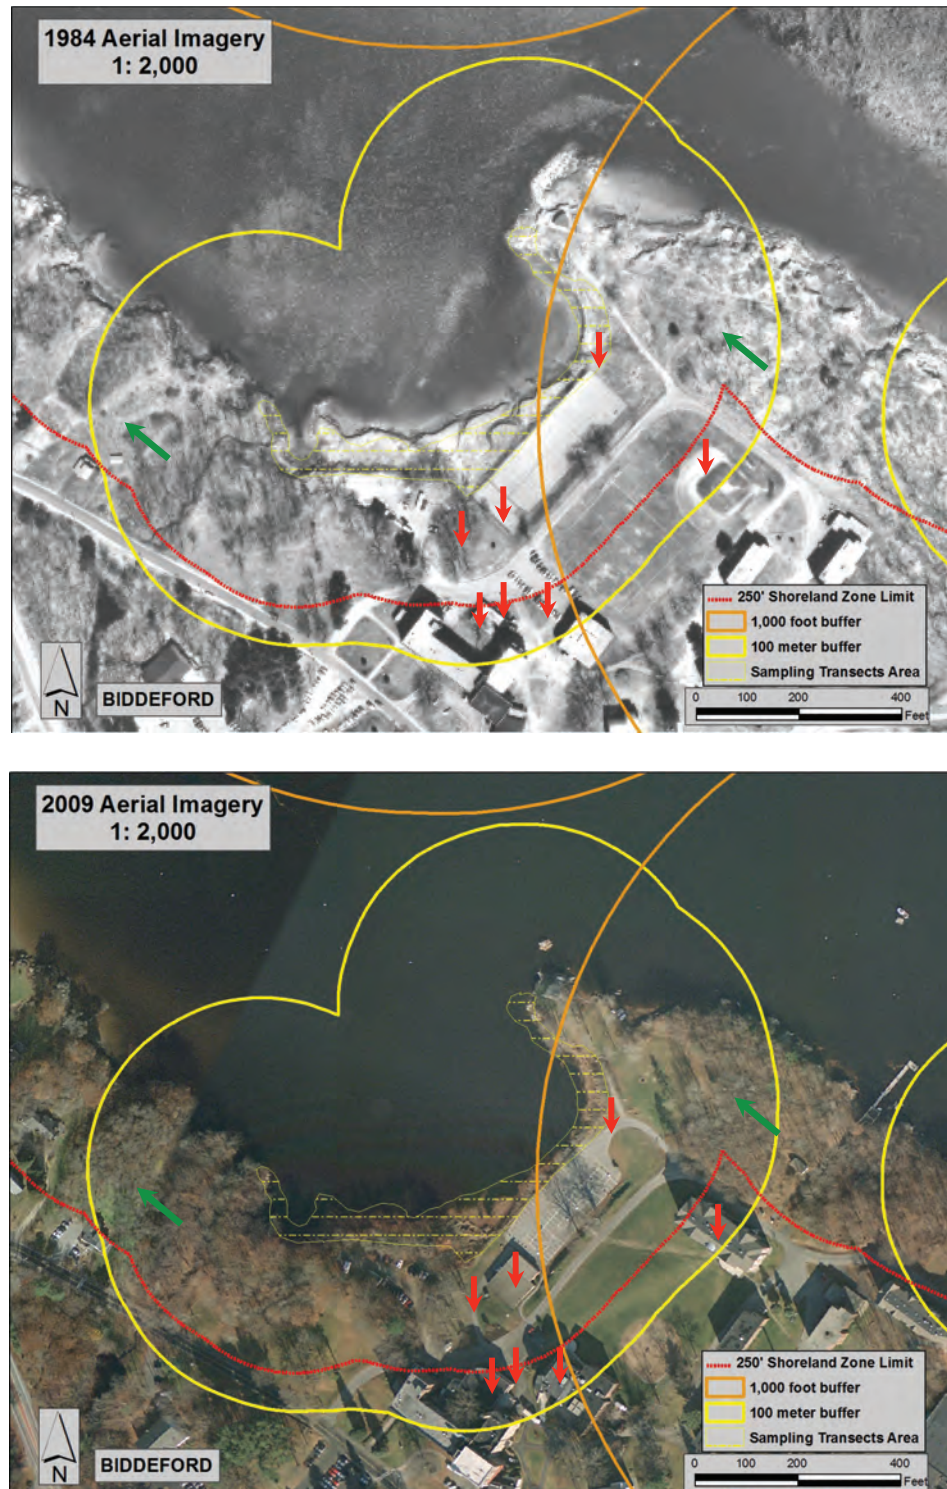 1984 Aerial Imagery
1: 2,000
250' Shoreland Zone Limit
1,000 foot buffer
100 meter buffer
Sampling Transects Area
0 100 200 400
Feet
N
BIDDEFORD
2009 Aerial Imagery
1: 2,000
250' Shoreland Zone Limit
1,000 foot buffer
100 meter buffer
Sampling Transects Area
0 100 200 400
Feet
N
BIDDEFORD